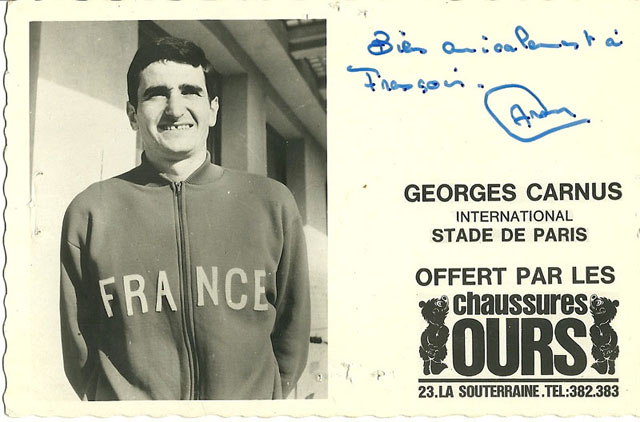 FRANCE
Bien amicalement à
François.
GEORGES CARNUS
INTERNATIONAL
STADE DE PARIS
OFFERT PAR LES
chaussures
OURS
23.LA SOUTERRAINE.TEL:382.383